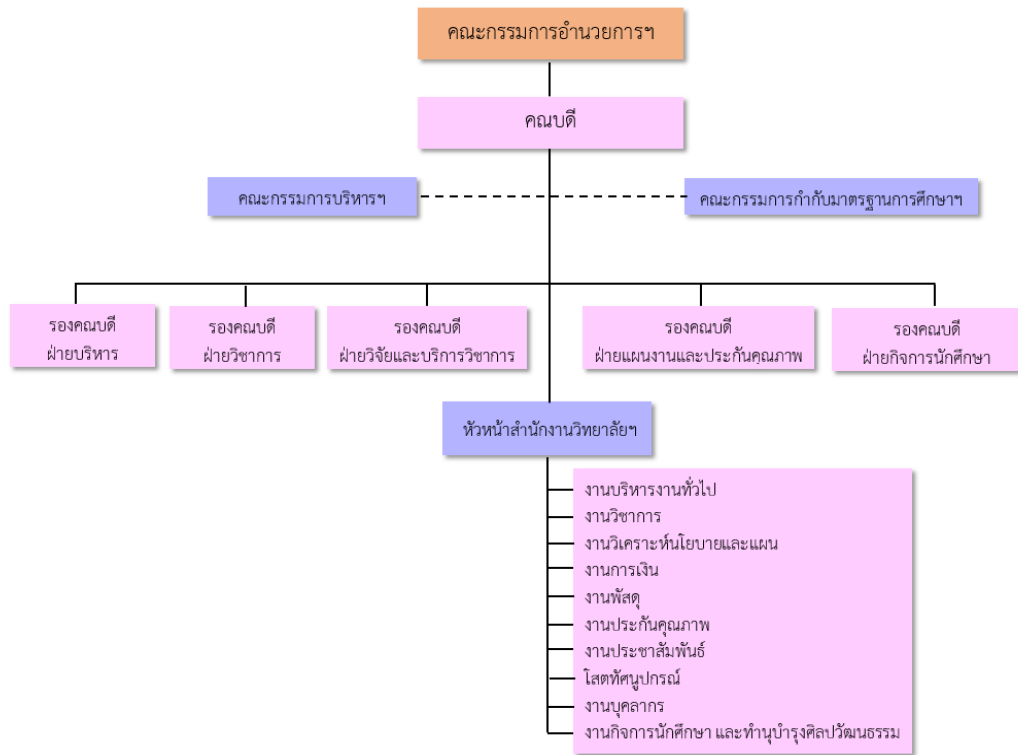 คณะกรรมการอำนวยการฯ
คณบดี
คณะกรรมการบริหารฯ
คณะกรรมการกำกับมาตรฐานการศึกษาฯ
รองคณบดี
ฝ่ายบริหาร
รองคณบดี
ฝ่ายวิชาการ
รองคณบดี
ฝ่ายวิจัยและบริการวิชาการ
รองคณบดี
ฝ่ายแผนงานและประกันคุณภาพ
รองคณบดี
ฝ่ายกิจการนักศึกษา
หัวหน้าสำนักงานวิทยาลัยฯ
งานบริหารงานทั่วไป
งานวิชาการ
งานวิเคราะห์นโยบายและแผน
งานการเงิน
งานพัสดุ
งานประกันคุณภาพ
งานประชาสัมพันธ์
โสตทัศนูปกรณ์
งานบุคลากร
งานกิจการนักศึกษา และทำนุบำรุงศิลปวัฒนธรรม